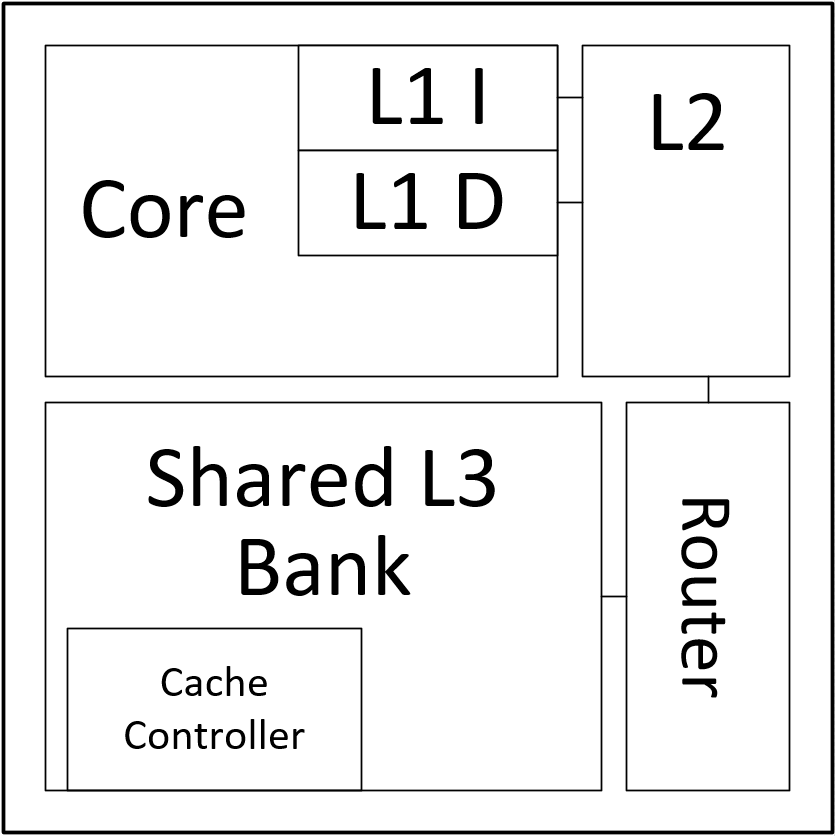 L1 I
L2
Core
L1 D
Shared L3
Bank
Router
Cache
Controller